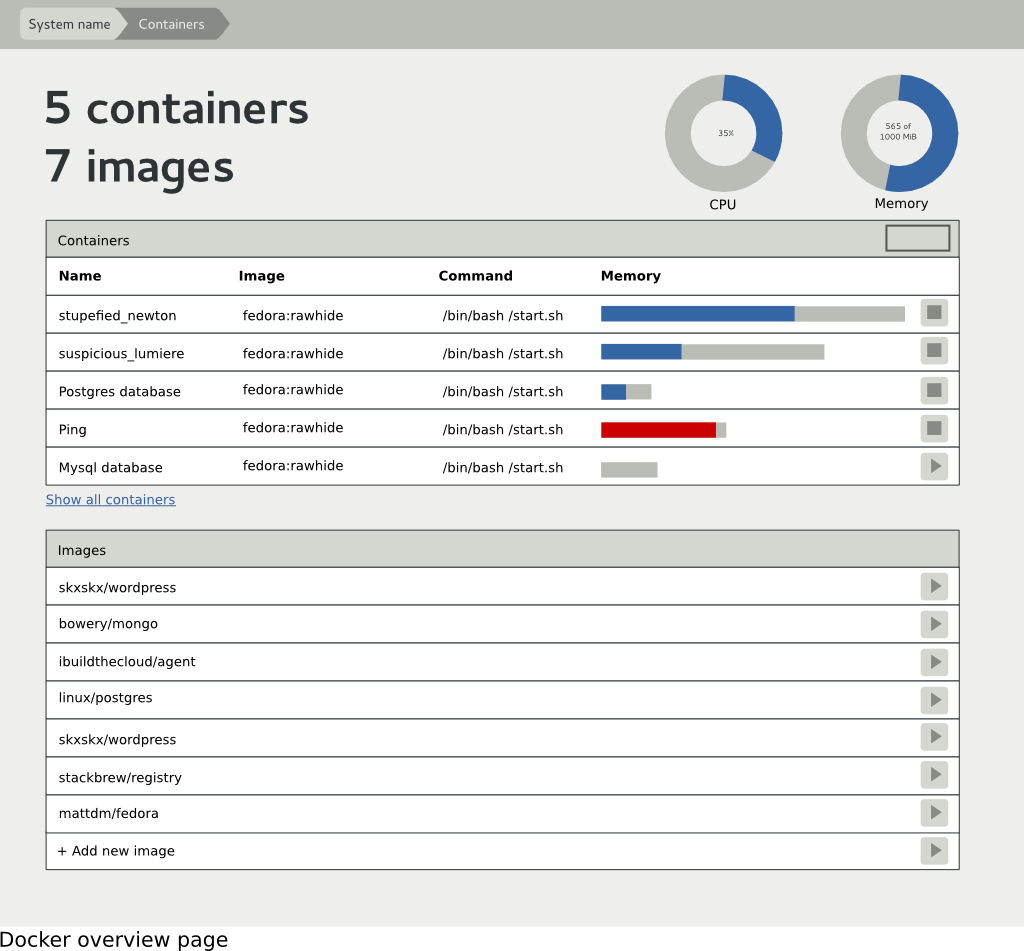 System name Containers
5 containers
7 images
35%
565 of
1000 MiB
CPU Memory
Containers
Name Image Command Memory
stupefied_newton fedora:rawhide /bin/bash /start.sh
suspicious_lumiere fedora:rawhide /bin/bash /start.sh
Postgres database fedora:rawhide /bin/bash /start.sh
Ping fedora:rawhide /bin/bash /start.sh
Mysql database fedora:rawhide /bin/bash /start.sh
Show all containers
Images
skxskx/wordpress
bowery/mongo
ibuildthecloud/agent
linux/postgres
skxskx/wordpress
stackbrew/registry
mattdm/fedora
+ Add new image
Docker overview page